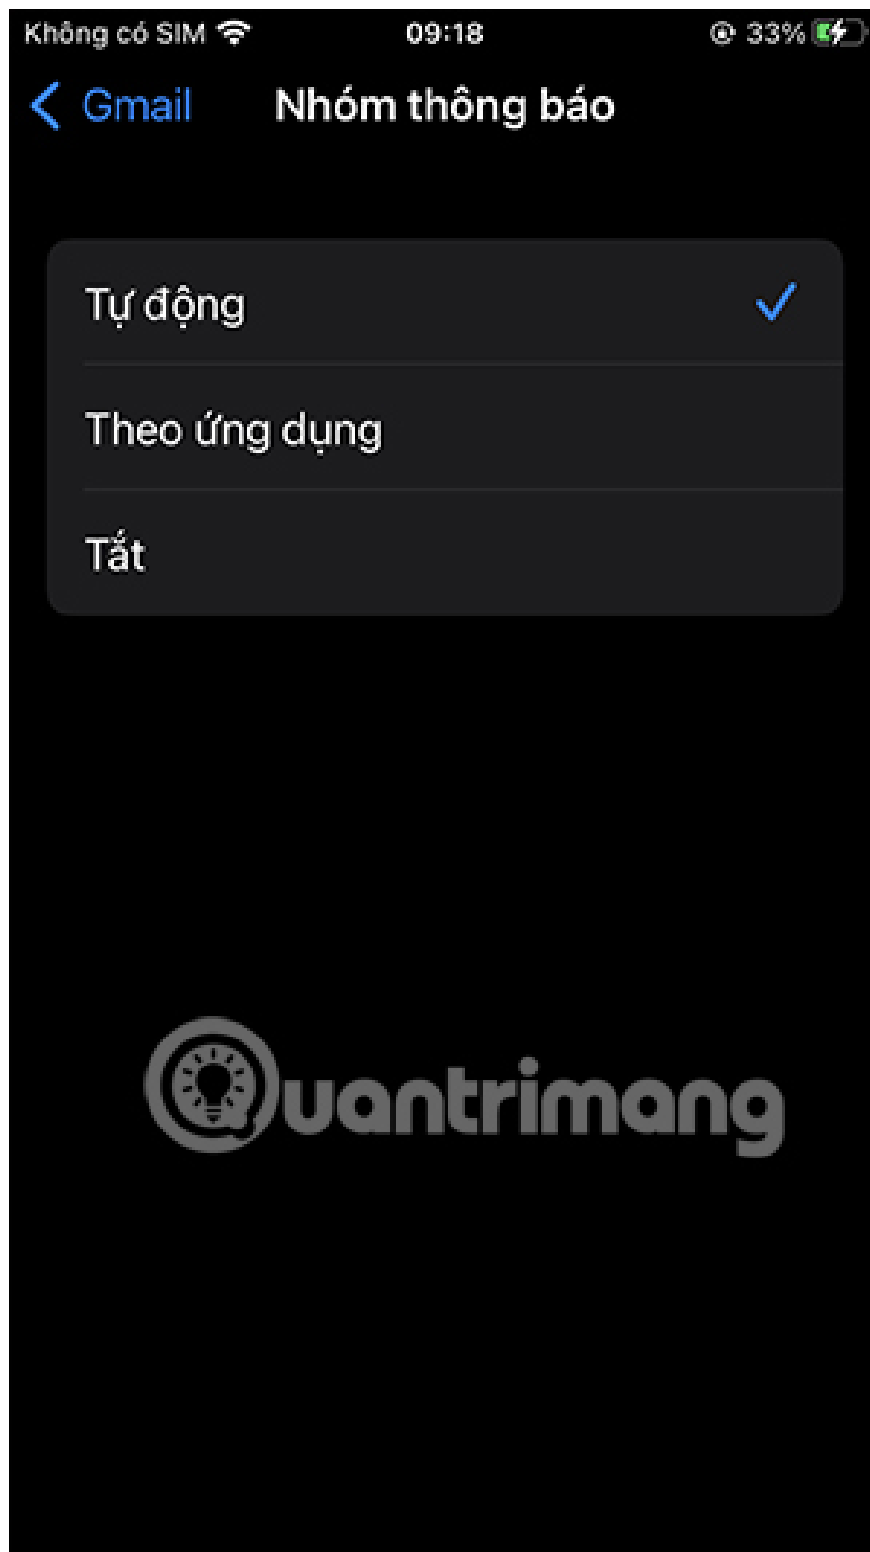 Không có SIM 09:18 33%
Gmail Nhóm thông báo
Tự động
Theo ứng dụng
Tắt
Quantrimang